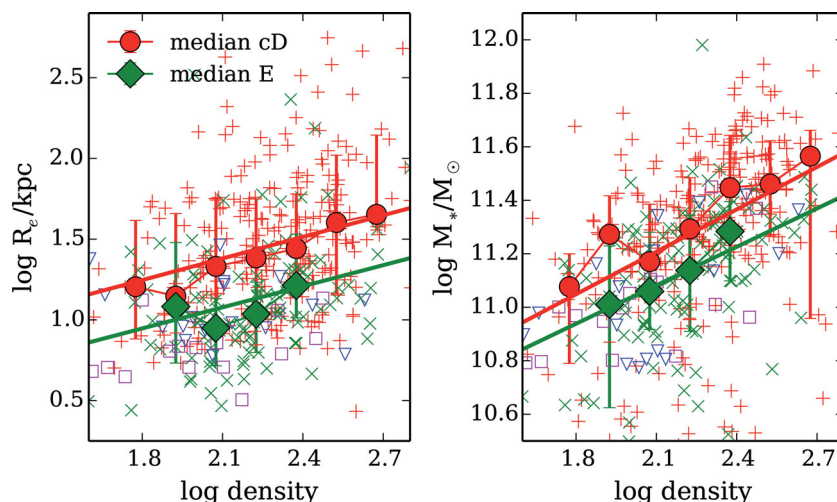 median cD
median E
2.5
2.0
1.5
1.0
0.5
log Rₑ/kpc
1.8 2.1 2.4 2.7
log density
12.0
11.8
11.6
11.4
11.2
11.0
10.8
10.6
log M*/M⊙
1.8 2.1 2.4 2.7
log density